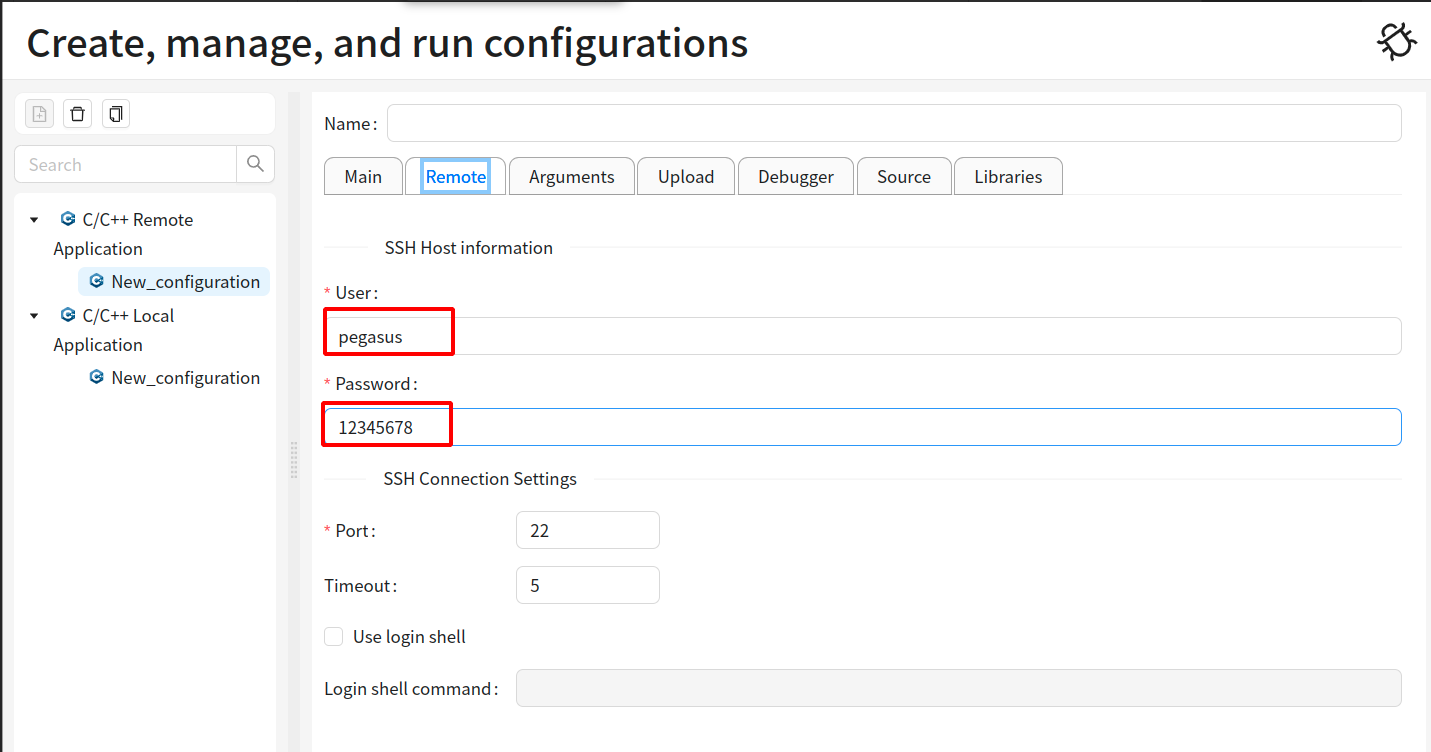 Create, manage, and run configurations
Name :
Search
Main Remote Arguments Upload Debugger Source Libraries
C/C++ Remote
Application
New_configuration
C/C++ Local
Application
New_configuration
SSH Host information
* User :
pegasus
* Password :
12345678
SSH Connection Settings
* Port : 22
Timeout : 5
Use login shell
Login shell command :